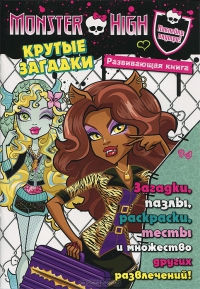 MONSTER HIGH
КРУТЫЕ
ЗАГАДКИ
Развивающая книга
Загадки,
пазлы,
раскраски,
тесты
и множество
других
развлечений!